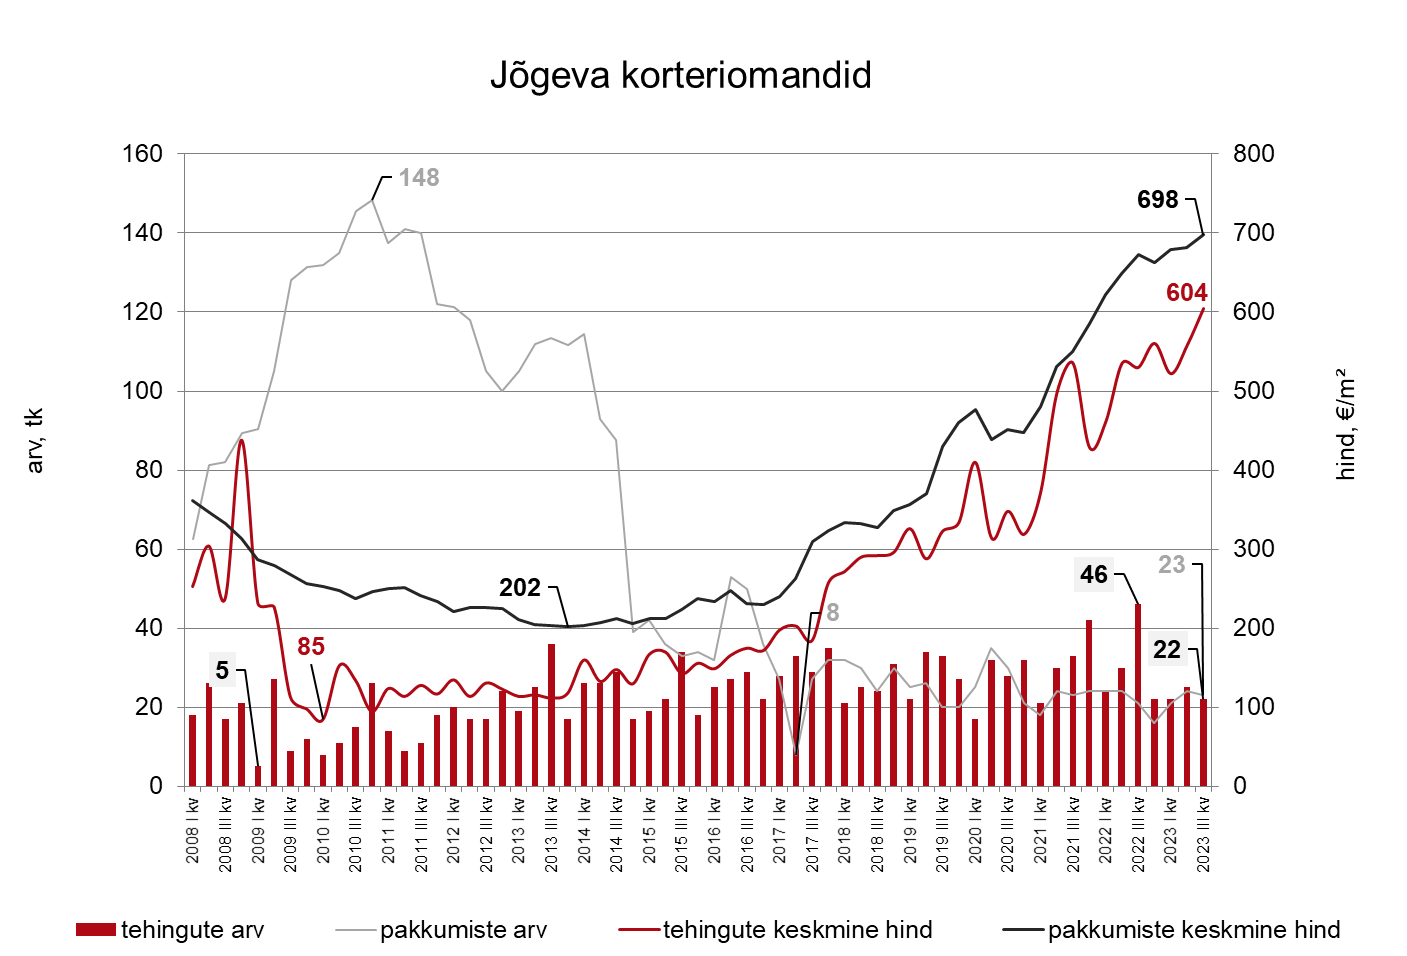 Jõgeva korteriomandid
160
140
120
100
80
60
40
20
0
arv, tk
800
700
600
500
400
300
200
100
0
hind, €/m²
148
698
604
202
85
5
8
46
23
22
2008 I kv
2008 III kv
2009 I kv
2009 III kv
2010 I kv
2010 III kv
2011 I kv
2011 III kv
2012 I kv
2012 III kv
2013 I kv
2013 III kv
2014 I kv
2014 III kv
2015 I kv
2015 III kv
2016 I kv
2016 III kv
2017 I kv
2017 III kv
2018 I kv
2018 III kv
2019 I kv
2019 III kv
2020 I kv
2020 III kv
2021 I kv
2021 III kv
2022 I kv
2022 III kv
2023 I kv
2023 III kv
tehingute arv
pakkumiste arv
tehingute keskmine hind
pakkumiste keskmine hind